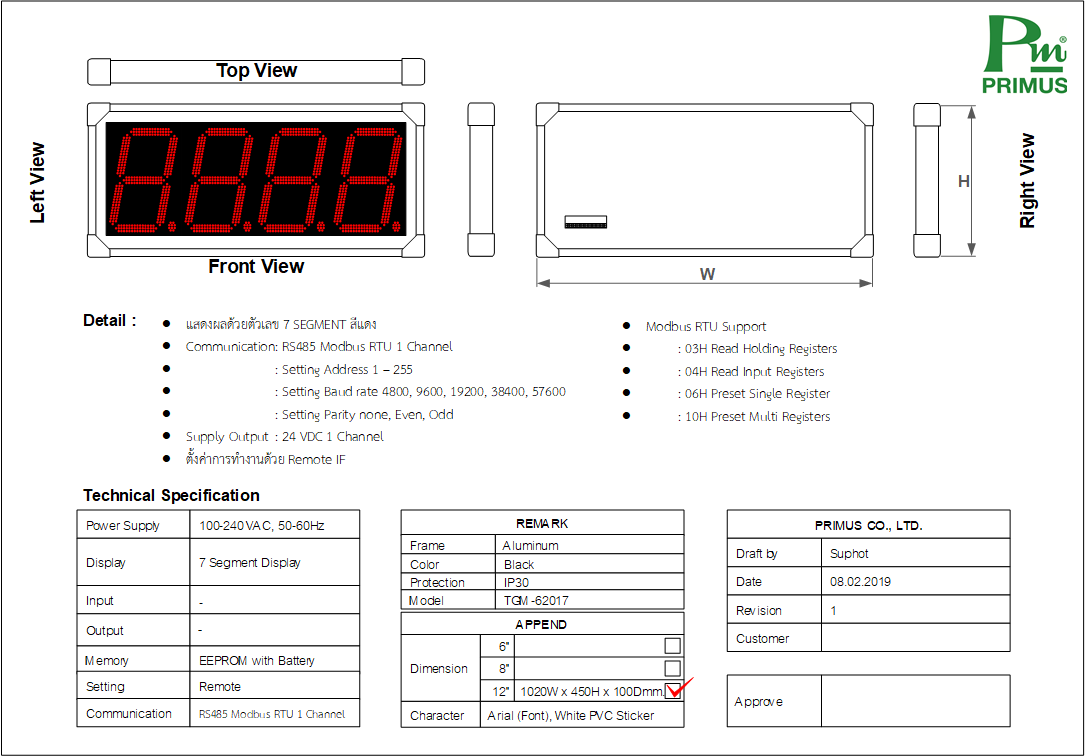 Pm®
PRIMUS
Top View
Left View
H
Right View
Front View
W
Detail :
● แสดงผลด้วยตัวเลข 7 SEGMENT สีแดง
● Communication: RS485 Modbus RTU 1 Channel
● : Setting Address 1 – 255
● : Setting Baud rate 4800, 9600, 19200, 38400, 57600
● : Setting Parity none, Even, Odd
● Supply Output : 24 VDC 1 Channel
● ตั้งค่าการทำงานด้วย Remote IF
● Modbus RTU Support
● : 03H Read Holding Registers
● : 04H Read Input Registers
● : 06H Preset Single Register
● : 10H Preset Multi Registers
Technical Specification
Power Supply 100-240 VAC, 50-60Hz
Display 7 Segment Display
Input -
Output -
Memory EEPROM with Battery
Setting Remote
Communication RS485 Modbus RTU 1 Channel
REMARK
Frame Aluminum
Color Black
Protection IP30
Model TGM-62017
APPEND
Dimension
6"
8"
12" 1020W x 450H x 100Dmm.
Character Arial (Font), White PVC Sticker
PRIMUS CO., LTD.
Draft by Suphot
Date 08.02.2019
Revision 1
Customer
Approve